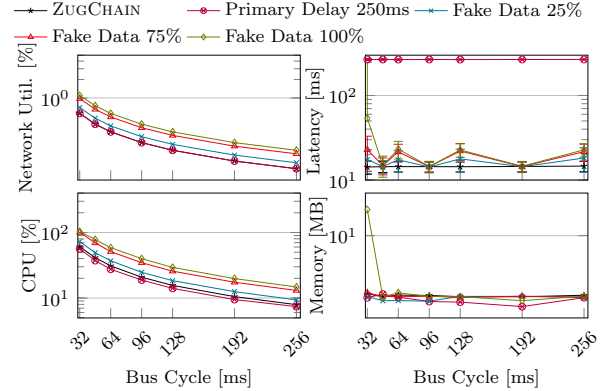 ZUGCHAIN Primary Delay 250ms Fake Data 25%
Fake Data 75% Fake Data 100%
Network Util. [%]
10⁰
Latency [ms]
10²
10¹
CPU [%]
10²
10¹
32 64 96 128 192 256
Bus Cycle [ms]
Memory [MB]
10¹
32 64 96 128 192 256
Bus Cycle [ms]